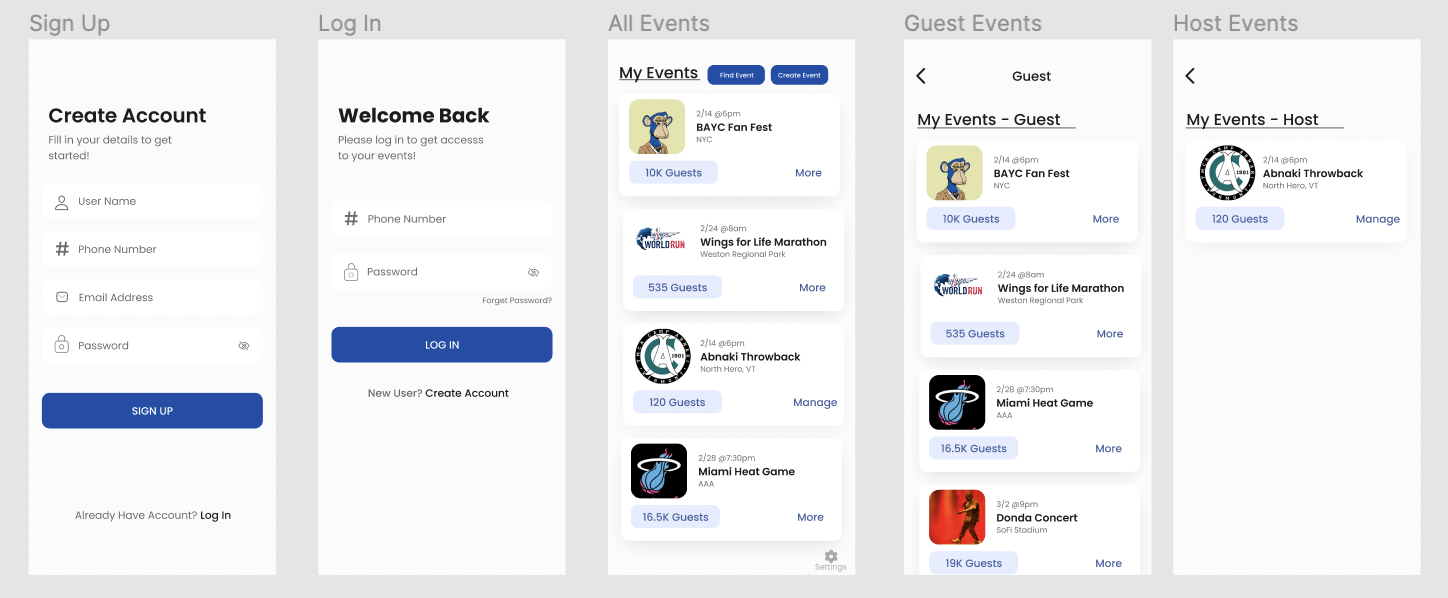 Sign Up
Create Account
Fill in your details to get
started!
User Name
Phone Number
Email Address
Password
SIGN UP
Already Have Account? Log In
Log In
Welcome Back
Please log in to get accesss
to your events!
Phone Number
Password
Forget Password?
LOG IN
New User? Create Account
All Events
My Events
Find Event
Create Event
2/14 @6pm
BAYC Fan Fest
NYC
10K Guests
More
WORLD RUN
2/24 @8am
Wings for Life Marathon
Weston Regional Park
535 Guests
More
1901
2/14 @6pm
Abnaki Throwback
North Hero, VT
120 Guests
Manage
2/28 @7:30pm
Miami Heat Game
AAA
16.5K Guests
More
Settings
Guest Events
Guest
My Events - Guest
2/14 @6pm
BAYC Fan Fest
NYC
10K Guests
More
WORLD RUN
2/24 @8am
Wings for Life Marathon
Weston Regional Park
535 Guests
More
2/28 @7:30pm
Miami Heat Game
AAA
16.5K Guests
More
3/2 @9pm
Donda Concert
SoFi Stadium
19K Guests
More
Host Events
My Events - Host
1901
2/14 @6pm
Abnaki Throwback
North Hero, VT
120 Guests
Manage